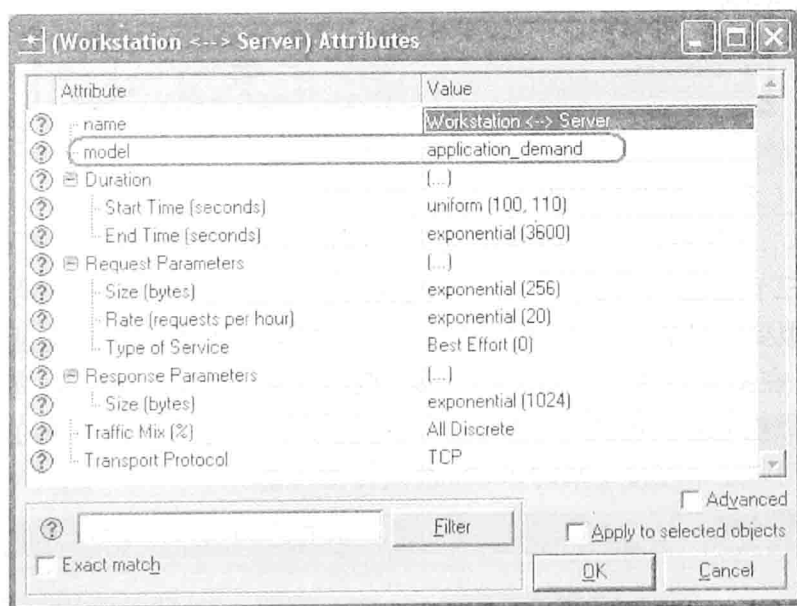 (Workstation <--> Server) Attributes
Attribute Value
name Workstation <--> Server
model application_demand
Duration (...)
Start Time (seconds) uniform (100, 110)
End Time (seconds) exponential (3600)
Request Parameters (...)
Size (bytes) exponential (256)
Rate (requests per hour) exponential (20)
Type of Service Best Effort (0)
Response Parameters (...)
Size (bytes) exponential (1024)
Traffic Mix (%) All Discrete
Transport Protocol TCP
Advanced
Filter
Apply to selected objects
Exact match
OK Cancel